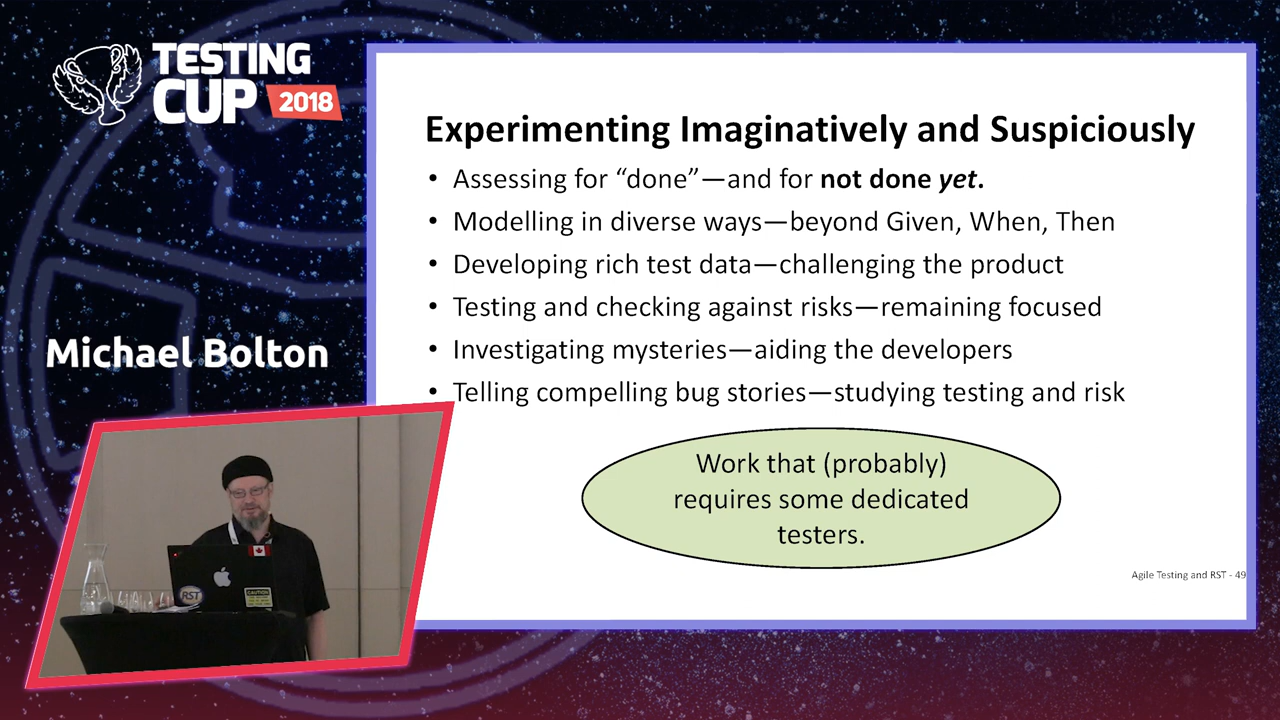 TESTING
CUP
2018
Experimenting Imaginatively and Suspiciously
• Assessing for “done”—and for not done yet.
• Modelling in diverse ways—beyond Given, When, Then
• Developing rich test data—challenging the product
• Testing and checking against risks—remaining focused
• Investigating mysteries—aiding the developers
• Telling compelling bug stories—studying testing and risk
Work that (probably)
requires some dedicated
testers.
Agile Testing and RST - 49
Michael Bolton
RST
CAUTION